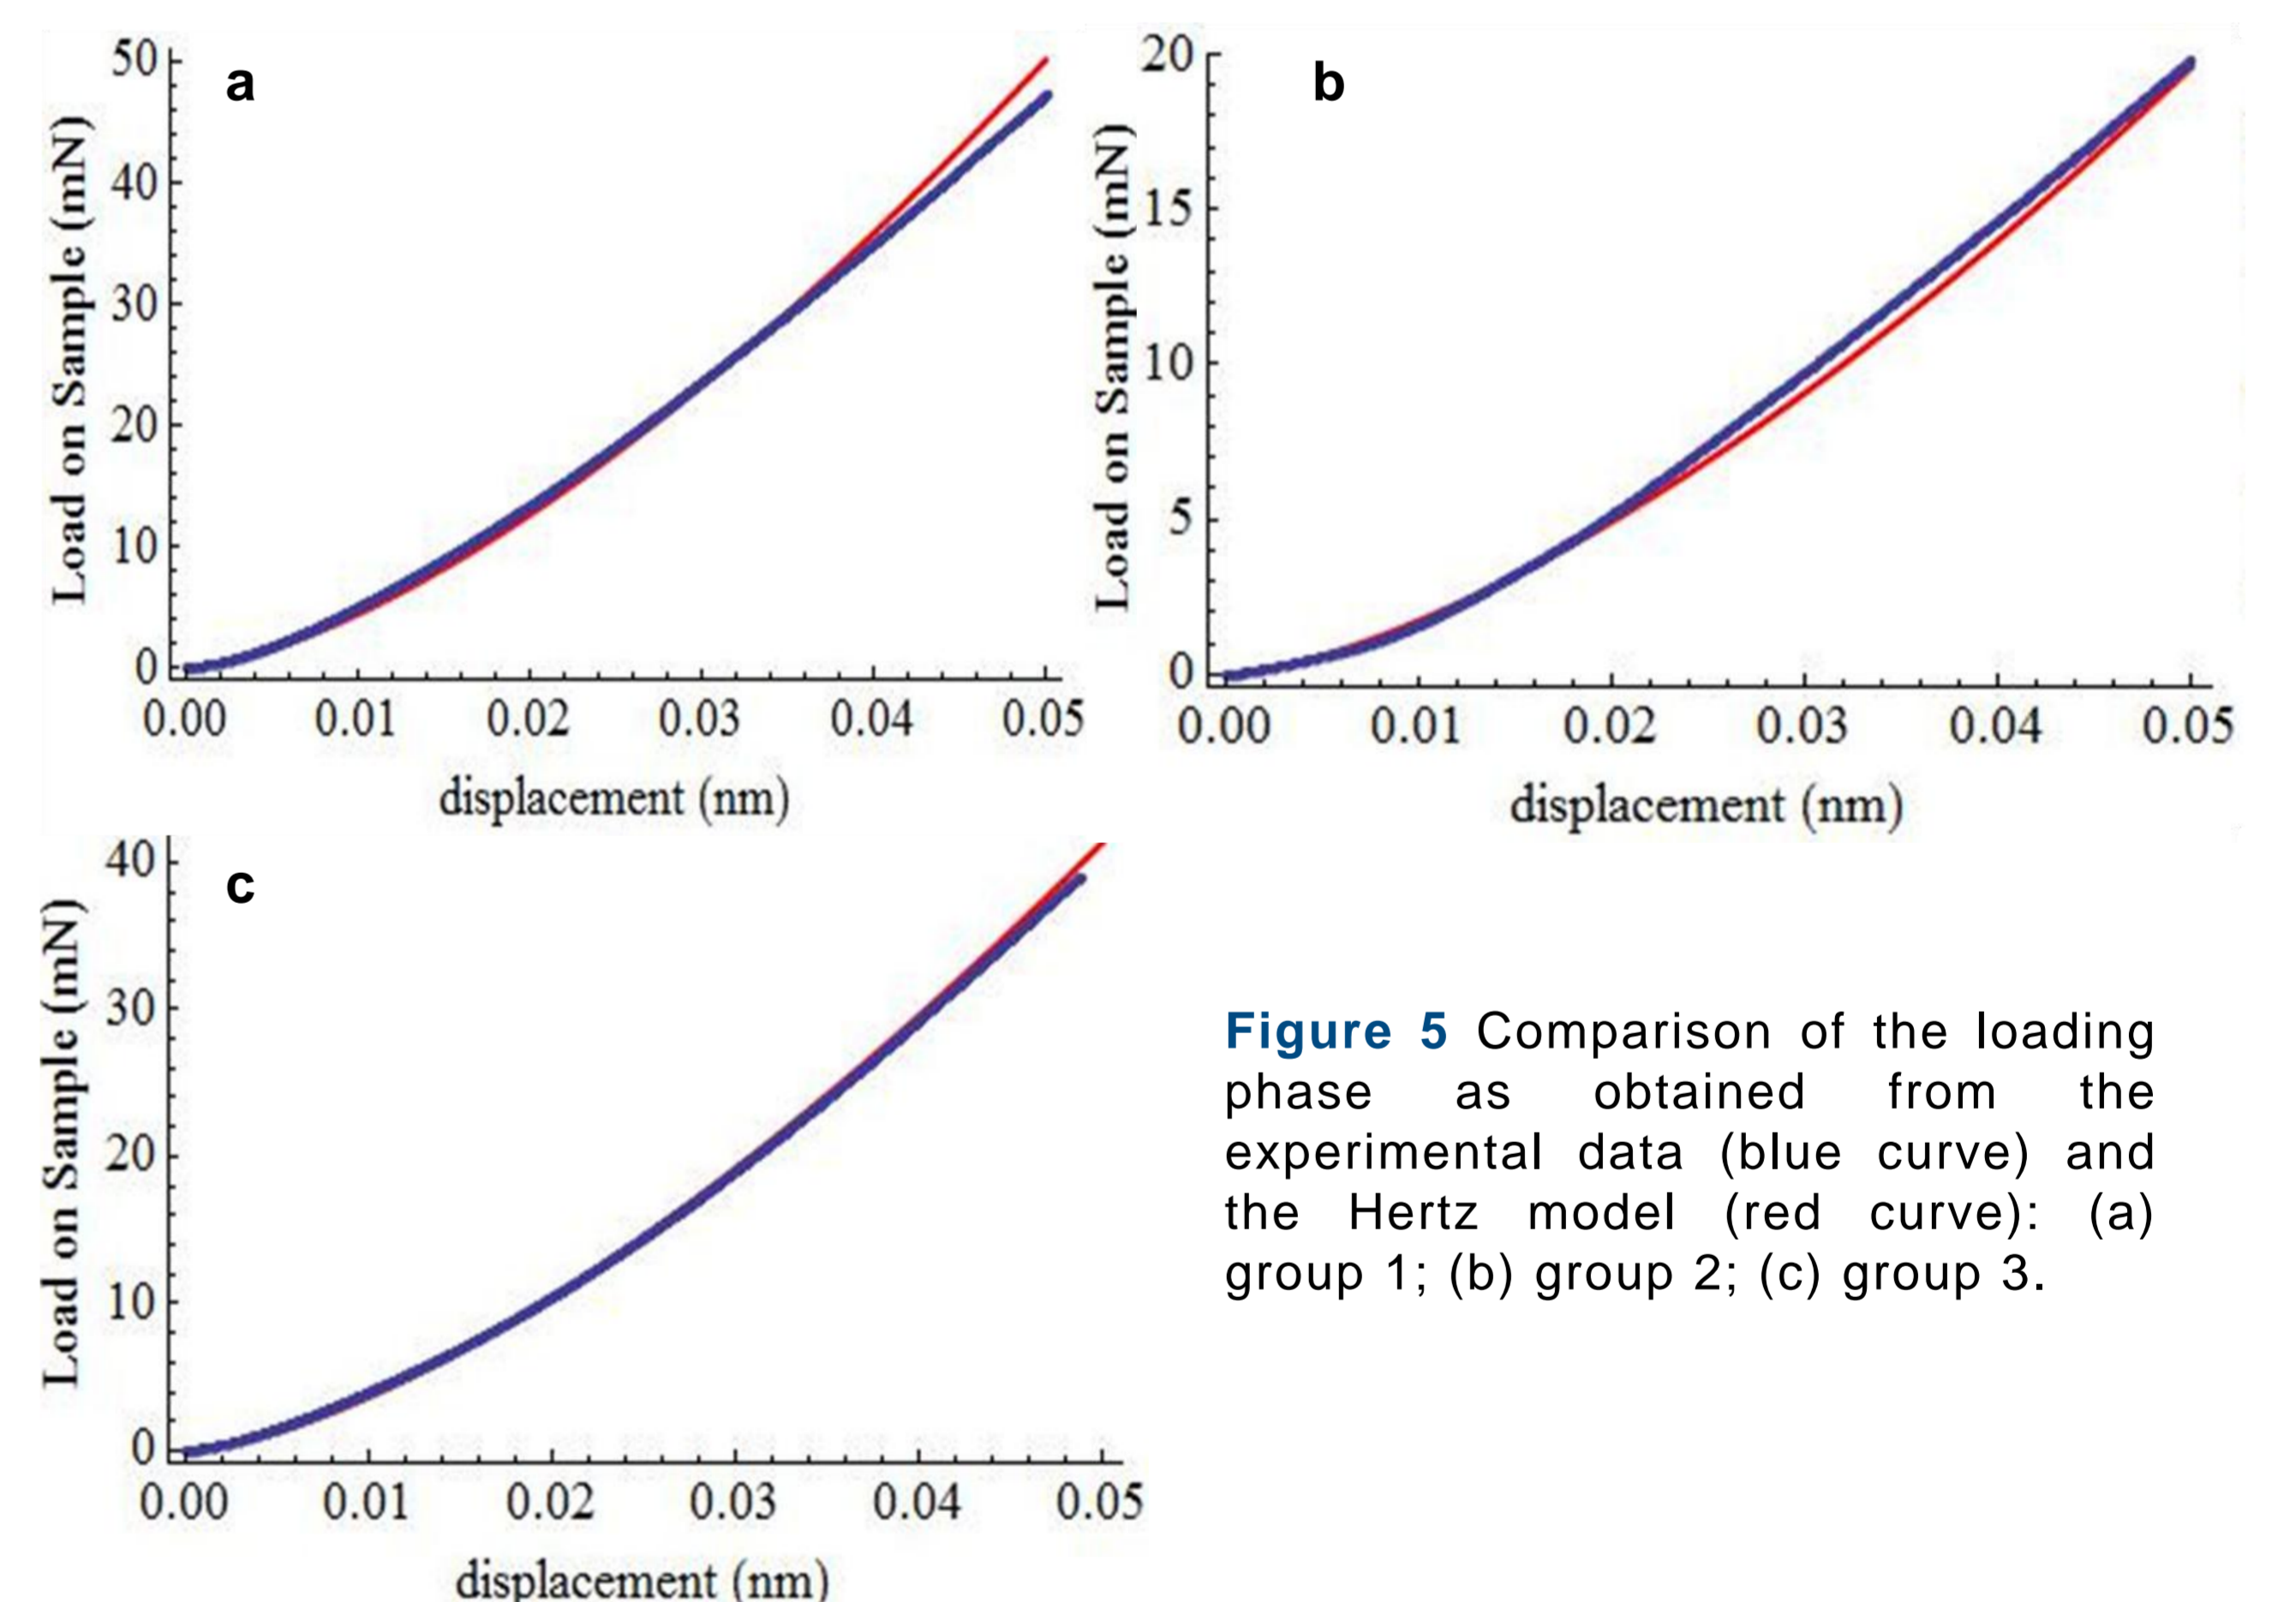 a
50
40
30
20
10
0
Load on Sample (mN)
0.00 0.01 0.02 0.03 0.04 0.05
displacement (nm)
b
20
15
10
5
0
Load on Sample (mN)
0.00 0.01 0.02 0.03 0.04 0.05
displacement (nm)
c
40
30
20
10
0
Load on Sample (mN)
0.00 0.01 0.02 0.03 0.04 0.05
displacement (nm)
Figure 5 Comparison of the loading
phase as obtained from the
experimental data (blue curve) and
the Hertz model (red curve): (a)
group 1; (b) group 2; (c) group 3.